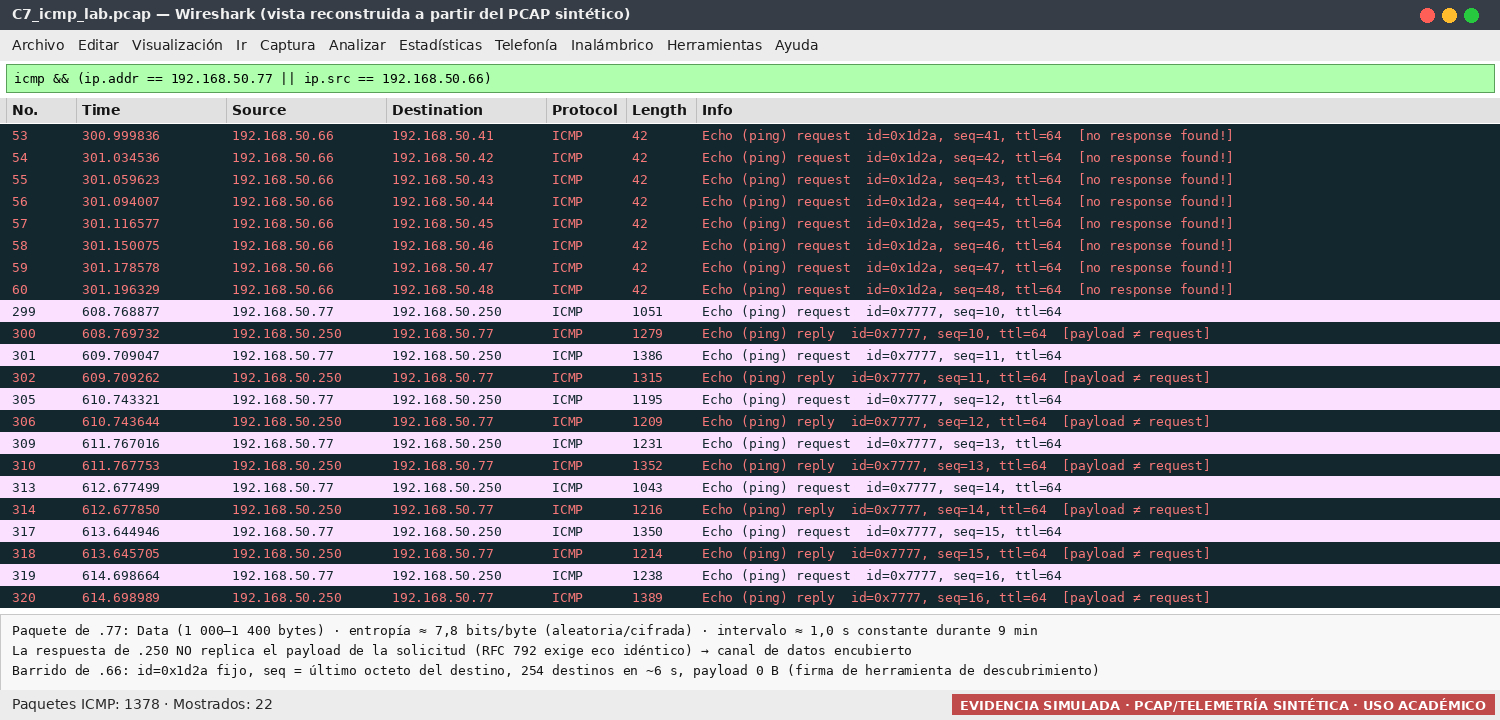 C7_icmp_lab.pcap — Wireshark (vista reconstruida a partir del PCAP sintético)
Archivo Editar Visualización Ir Captura Analizar Estadísticas Telefonía Inalámbrico Herramientas Ayuda
icmp && (ip.addr == 192.168.50.77 || ip.src == 192.168.50.66)
No. Time Source Destination Protocol Length Info
53 300.999836 192.168.50.66 192.168.50.41 ICMP 42 Echo (ping) request id=0x1d2a, seq=41, ttl=64 [no response found!]
54 301.034536 192.168.50.66 192.168.50.42 ICMP 42 Echo (ping) request id=0x1d2a, seq=42, ttl=64 [no response found!]
55 301.059623 192.168.50.66 192.168.50.43 ICMP 42 Echo (ping) request id=0x1d2a, seq=43, ttl=64 [no response found!]
56 301.094007 192.168.50.66 192.168.50.44 ICMP 42 Echo (ping) request id=0x1d2a, seq=44, ttl=64 [no response found!]
57 301.116577 192.168.50.66 192.168.50.45 ICMP 42 Echo (ping) request id=0x1d2a, seq=45, ttl=64 [no response found!]
58 301.150075 192.168.50.66 192.168.50.46 ICMP 42 Echo (ping) request id=0x1d2a, seq=46, ttl=64 [no response found!]
59 301.178578 192.168.50.66 192.168.50.47 ICMP 42 Echo (ping) request id=0x1d2a, seq=47, ttl=64 [no response found!]
60 301.196329 192.168.50.66 192.168.50.48 ICMP 42 Echo (ping) request id=0x1d2a, seq=48, ttl=64 [no response found!]
299 608.768877 192.168.50.77 192.168.50.250 ICMP 1051 Echo (ping) request id=0x7777, seq=10, ttl=64
300 608.769732 192.168.50.250 192.168.50.77 ICMP 1279 Echo (ping) reply id=0x7777, seq=10, ttl=64 [payload ≠ request]
301 609.709047 192.168.50.77 192.168.50.250 ICMP 1386 Echo (ping) request id=0x7777, seq=11, ttl=64
302 609.709262 192.168.50.250 192.168.50.77 ICMP 1315 Echo (ping) reply id=0x7777, seq=11, ttl=64 [payload ≠ request]
305 610.743321 192.168.50.77 192.168.50.250 ICMP 1195 Echo (ping) request id=0x7777, seq=12, ttl=64
306 610.743644 192.168.50.250 192.168.50.77 ICMP 1209 Echo (ping) reply id=0x7777, seq=12, ttl=64 [payload ≠ request]
309 611.767016 192.168.50.77 192.168.50.250 ICMP 1231 Echo (ping) request id=0x7777, seq=13, ttl=64
310 611.767753 192.168.50.250 192.168.50.77 ICMP 1352 Echo (ping) reply id=0x7777, seq=13, ttl=64 [payload ≠ request]
313 612.677499 192.168.50.77 192.168.50.250 ICMP 1043 Echo (ping) request id=0x7777, seq=14, ttl=64
314 612.677850 192.168.50.250 192.168.50.77 ICMP 1216 Echo (ping) reply id=0x7777, seq=14, ttl=64 [payload ≠ request]
317 613.644946 192.168.50.77 192.168.50.250 ICMP 1350 Echo (ping) request id=0x7777, seq=15, ttl=64
318 613.645705 192.168.50.250 192.168.50.77 ICMP 1214 Echo (ping) reply id=0x7777, seq=15, ttl=64 [payload ≠ request]
319 614.698664 192.168.50.77 192.168.50.250 ICMP 1238 Echo (ping) request id=0x7777, seq=16, ttl=64
320 614.698989 192.168.50.250 192.168.50.77 ICMP 1389 Echo (ping) reply id=0x7777, seq=16, ttl=64 [payload ≠ request]
Paquete de .77: Data (1 000–1 400 bytes) · entropía ≈ 7,8 bits/byte (aleatoria/cifrada) · intervalo ≈ 1,0 s constante durante 9 min
La respuesta de .250 NO replica el payload de la solicitud (RFC 792 exige eco idéntico) → canal de datos encubierto
Barrido de .66: id=0x1d2a fijo, seq = último octeto del destino, 254 destinos en ~6 s, payload 0 B (firma de herramienta de descubrimiento)
Paquetes ICMP: 1378 · Mostrados: 22
EVIDENCIA SIMULADA · PCAP/TELEMETRÍA SINTÉTICA · USO ACADÉMICO